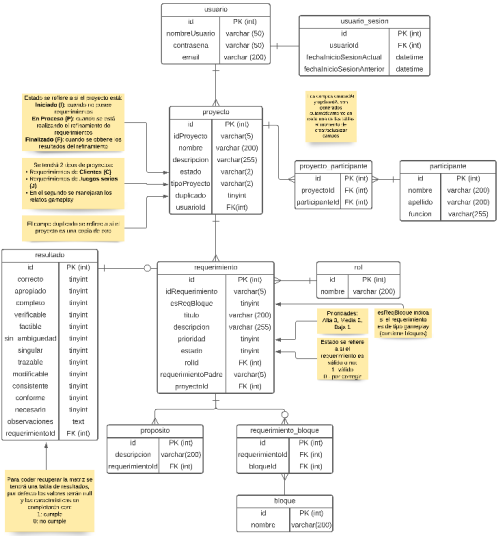 usuario
id PK (int)
nombreUsuario varchar (50)
contrasena varchar (50)
email varchar (200)
usuario_sesion
id PK (int)
usuarioId FK (int)
fechaInicioSesionActual datetime
fechaInicioSesionAnterior datetime
Estado se refiere a si el proyecto está:
Iniciado (I): cuando no posee
requerimientos
En Proceso (P): cuando se está
realizando el refinamiento de
requerimientos
Finalizado (F): cuando se obtiene los
resultados del refinamiento
Se tendrá 2 tipos de proyectos:
• Requerimientos de Clientes (C)
• Requerimientos de Juegos serios
(J)
• En el segundo se manejaran los
relatos gameplay
El campo duplicado se refiere a si el
proyecto es una copia de otro
proyecto
id PK (int)
idProyecto varchar(5)
nombre varchar (200)
descripcion varchar(255)
estado varchar(2)
tipoProyecto varchar(2)
duplicado tinyint
usuarioId FK(int)
proyecto_participante
id PK (int)
proyectoId FK (int)
participanteId FK (int)
participante
id PK (int)
nombre varchar (200)
apellido varchar (200)
funcion varchar(255)
resultado
id PK (int)
correcto tinyint
apropiado tinyint
completo tinyint
verificable tinyint
factible tinyint
sin_ambiguedad tinyint
singular tinyint
trazable tinyint
modificable tinyint
consistente tinyint
conforme tinyint
necesario tinyint
observaciones text
requerimientoId FK (int)
requerimiento
id PK (int)
idRequerimiento varchar(5)
esReqBloque tinyint
titulo varchar (200)
descripcion varchar (255)
prioridad tinyint
estado tinyint
rolId FK (int)
requerimientoPadre varchar(5)
proyectoId FK (int)
rol
id PK (int)
nombre varchar (200)
Prioridades:
Alta 3, Media 2,
Baja 1
esReqBloque indica
si el requerimiento
es de tipo gameplay
(contiene bloques)
Estado se refiere
a si el
requerimiento es
válido o no:
1: válido
0: por corregir
proposito
id PK (int)
descripcion varchar(200)
requerimientoId FK (int)
requerimiento_bloque
id PK (int)
requerimientoId FK (int)
bloqueId FK (int)
bloque
id PK (int)
nombre varchar(200)
Para poder recuperar la matriz se
tendrá una tabla de resultados,
por defecto los valores serán null
y las características se
completarán con:
1: cumple
0: no cumple